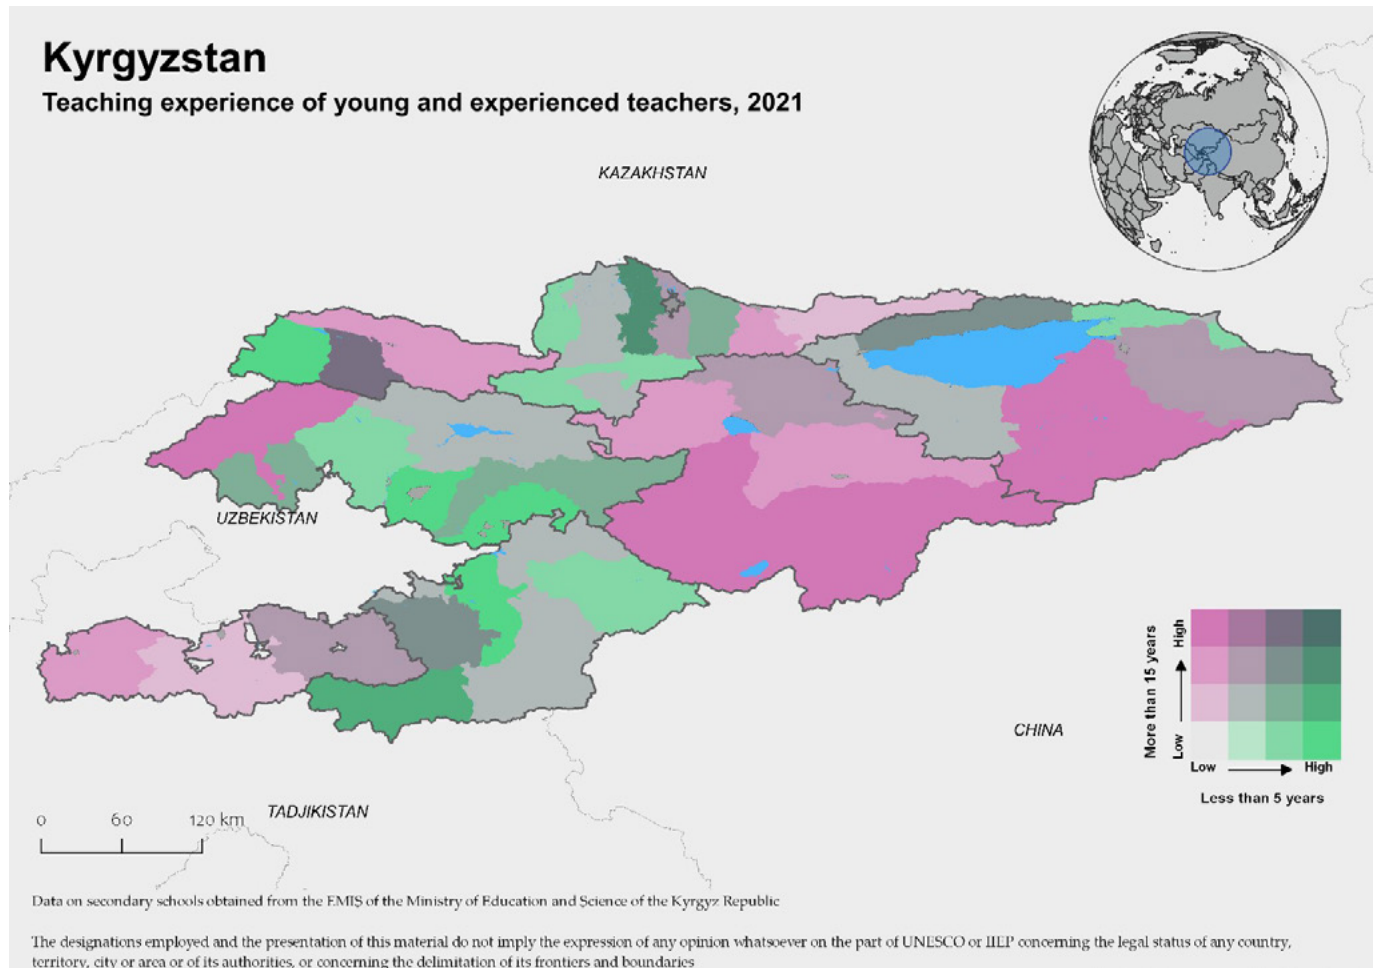 Kyrgyzstan
Teaching experience of young and experienced teachers, 2021
KAZAKHSTAN
UZBEKISTAN
CHINA
TADJIKISTAN
More than 15 years
High
Low
Low
High
Less than 5 years
0 60 120 km
Data on secondary schools obtained from the EMIS of the Ministry of Education and Science of the Kyrgyz Republic
The designations employed and the presentation of this material do not imply the expression of any opinion whatsoever on the part of UNESCO or IIEP concerning the legal status of any country,
territory, city or area or of its authorities, or concerning the delimitation of its frontiers and boundaries